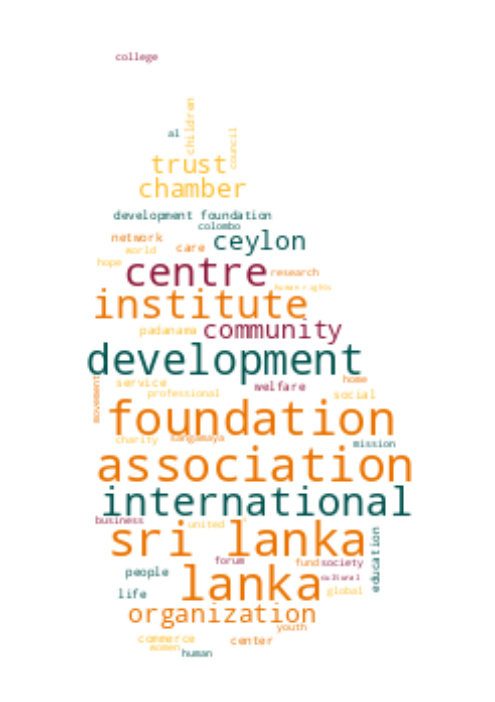 college
children
al
council
trust
chamber
development foundation
colombo
network
ceylon
world
care
hope
centre
research
human rights
institute
padanama
community
development
movement
service
welfare
home
professional
social
foundation
charity
sangamaya
mission
association
international
business
united
sri lanka
education
forum
fund
society
people
cultural
lanka
life
global
organization
youth
commerce
center
women
human